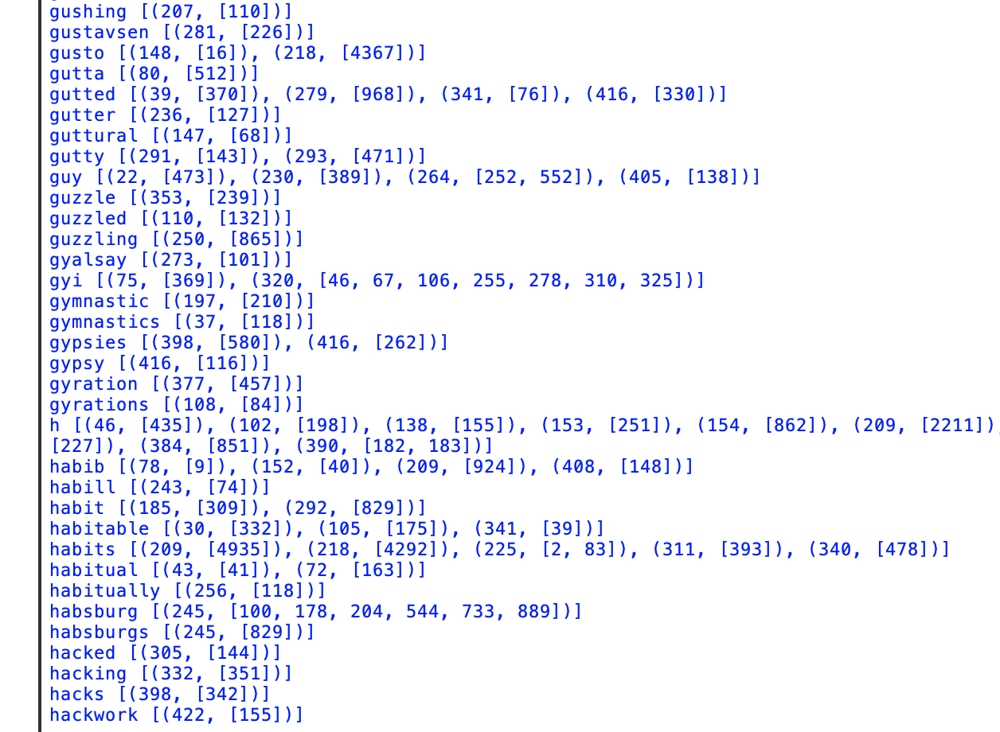 gushing [(207, [110])]
gustavsen [(281, [226])]
gusto [(148, [16]), (218, [4367])]
gutta [(80, [512])]
gutted [(39, [370]), (279, [968]), (341, [76]), (416, [330])]
gutter [(236, [127])]
guttural [(147, [68])]
gutty [(291, [143]), (293, [471])]
guy [(22, [473]), (230, [389]), (264, [252, 552]), (405, [138])]
guzzle [(353, [239])]
guzzled [(110, [132])]
guzzling [(250, [865])]
gyalsay [(273, [101])]
gyi [(75, [369]), (320, [46, 67, 106, 255, 278, 310, 325])]
gymnastic [(197, [210])]
gymnastics [(37, [118])]
gypsies [(398, [580]), (416, [262])]
gypsy [(416, [116])]
gyration [(377, [457])]
gyrations [(108, [84])]
h [(46, [435]), (102, [198]), (138, [155]), (153, [251]), (154, [862]), (209, [2211]),
[227]), (384, [851]), (390, [182, 183])]
habib [(78, [9]), (152, [40]), (209, [924]), (408, [148])]
habill [(243, [74])]
habit [(185, [309]), (292, [829])]
habitable [(30, [332]), (105, [175]), (341, [39])]
habits [(209, [4935]), (218, [4292]), (225, [2, 83]), (311, [393]), (340, [478])]
habitual [(43, [41]), (72, [163])]
habitually [(256, [118])]
habsburg [(245, [100, 178, 204, 544, 733, 889])]
habsburgs [(245, [829])]
hacked [(305, [144])]
hacking [(332, [351])]
hacks [(398, [342])]
hackwork [(422, [155])]